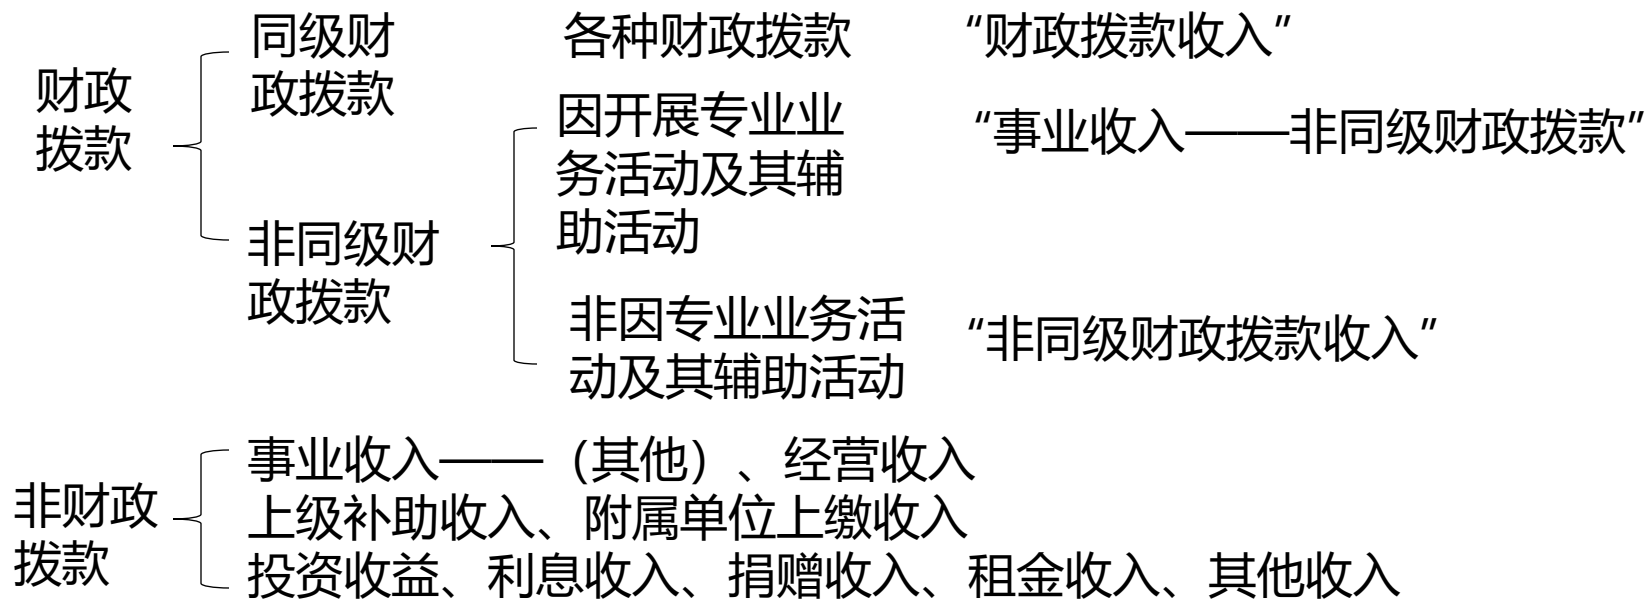 财政
拨款
同级财
政拨款
各种财政拨款
“财政拨款收入”
非同级财
政拨款
因开展专业业
务活动及其辅
助活动
“事业收入——非同级财政拨款”
非因专业业务活
动及其辅助活动
“非同级财政拨款收入”
非财政
拨款
事业收入——（其他）、经营收入
上级补助收入、附属单位上缴收入
投资收益、利息收入、捐赠收入、租金收入、其他收入